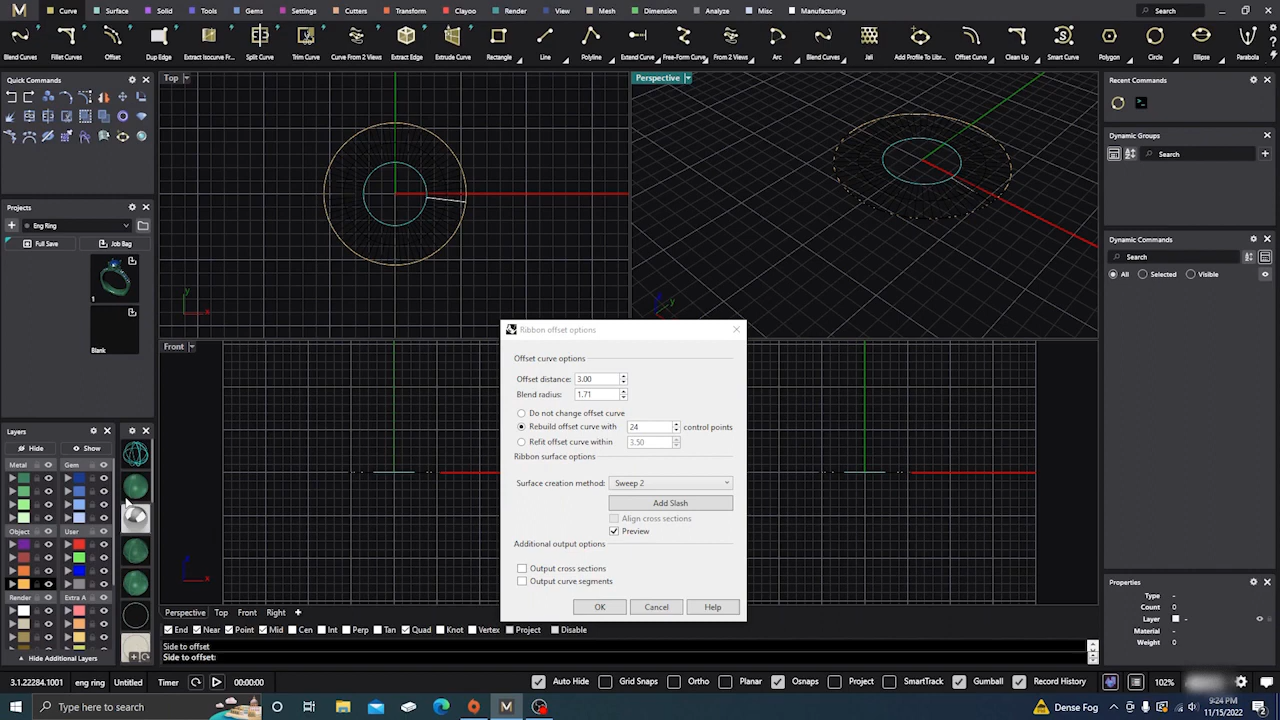 Curve Surface Solid Tools Gems Settings Cutters Transform Clayoo Render View Mesh Dimension Analyze Misc Manufacturing Search
Blend Curves Fillet Curves Offset Duct Hole Extract Isocurve Fr... Split Curve Trim Curve Curve From 2 Views Extract Edge Extrude Curve Rectangle Line Polyline Extend Curve Free-Form Curve From 2 Views Arc Blend Curves Jali Add Profile To Libr... Offset Curve Clean Up Smart Curve Polygon Circle Ellipse Parabola
Quick Commands
Top
Perspective
Recent Commands
Dynamic Groups
Search
Projects
Eng Ring
Full Save Job Bag
1
Blank
Dynamic Commands
Search
All Selected Visible
Front
Ribbon offset options
Offset curve options
Offset distance: 3.00
Blend radius: 1.71
Do not change offset curve
Rebuild offset curve with 24 control points
Refit offset curve within 3.50
Ribbon surface options
Surface creation method: Sweep 2
Add Slash
Align cross sections
Preview
Additional output options
Output cross sections
Output curve segments
OK Cancel Help
Layers
Hide Show
Metal Gem
Object User
Render Extra A
Hide Additional Layers
Properties
Type -
Count 0
Layer -
Material -
Weight 0
Perspective Top Front Right
End Near Point Mid Cen Int Perp Tan Quad Knot Vertex Project Disable
Side to offset
Side to offset:
3.1.22284.1001 eng ring Untitled Timer 00:00:00 Auto Hide Grid Snaps Ortho Planar Osnaps Project SmartTrack Gumball Record History 102%
Type here to search
Dense Fog
9:24 PM
11/15/2022